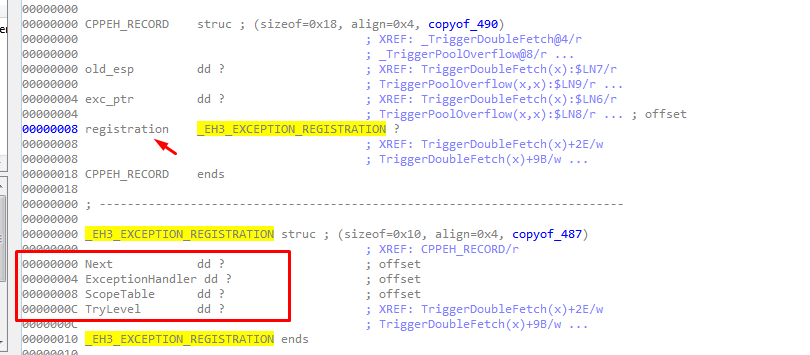 00000000
00000000 CPPEH_RECORD struc ; (sizeof=0x18, align=0x4, copyof_490)
00000000 ; XREF: _TriggerDoubleFetch@4/r
00000000 ; _TriggerPoolOverflow@8/r ...
00000000 old_esp dd ? ; XREF: TriggerDoubleFetch(x):$LN7/r
00000000 ; TriggerPoolOverflow(x,x):$LN9/r ...
00000004 exc_ptr dd ? ; XREF: TriggerDoubleFetch(x):$LN6/r
00000004 ; TriggerPoolOverflow(x,x):$LN8/r ... ; offset
00000008 registration _EH3_EXCEPTION_REGISTRATION ?
00000008 ; XREF: TriggerDoubleFetch(x)+2E/w
00000008 ; TriggerDoubleFetch(x)+9B/w ...
00000018 CPPEH_RECORD ends
00000018
00000000 ; ---------------------------------------------------------------------------
00000000
00000000 _EH3_EXCEPTION_REGISTRATION struc ; (sizeof=0x10, align=0x4, copyof_487)
00000000 ; XREF: CPPEH_RECORD/r
00000000 Next dd ? ; offset
00000004 ExceptionHandler dd ? ; offset
00000008 ScopeTable dd ? ; offset
0000000C TryLevel dd ? ; XREF: TriggerDoubleFetch(x)+2E/w
0000000C ; TriggerDoubleFetch(x)+9B/w ...
00000010 _EH3_EXCEPTION_REGISTRATION ends
00000010